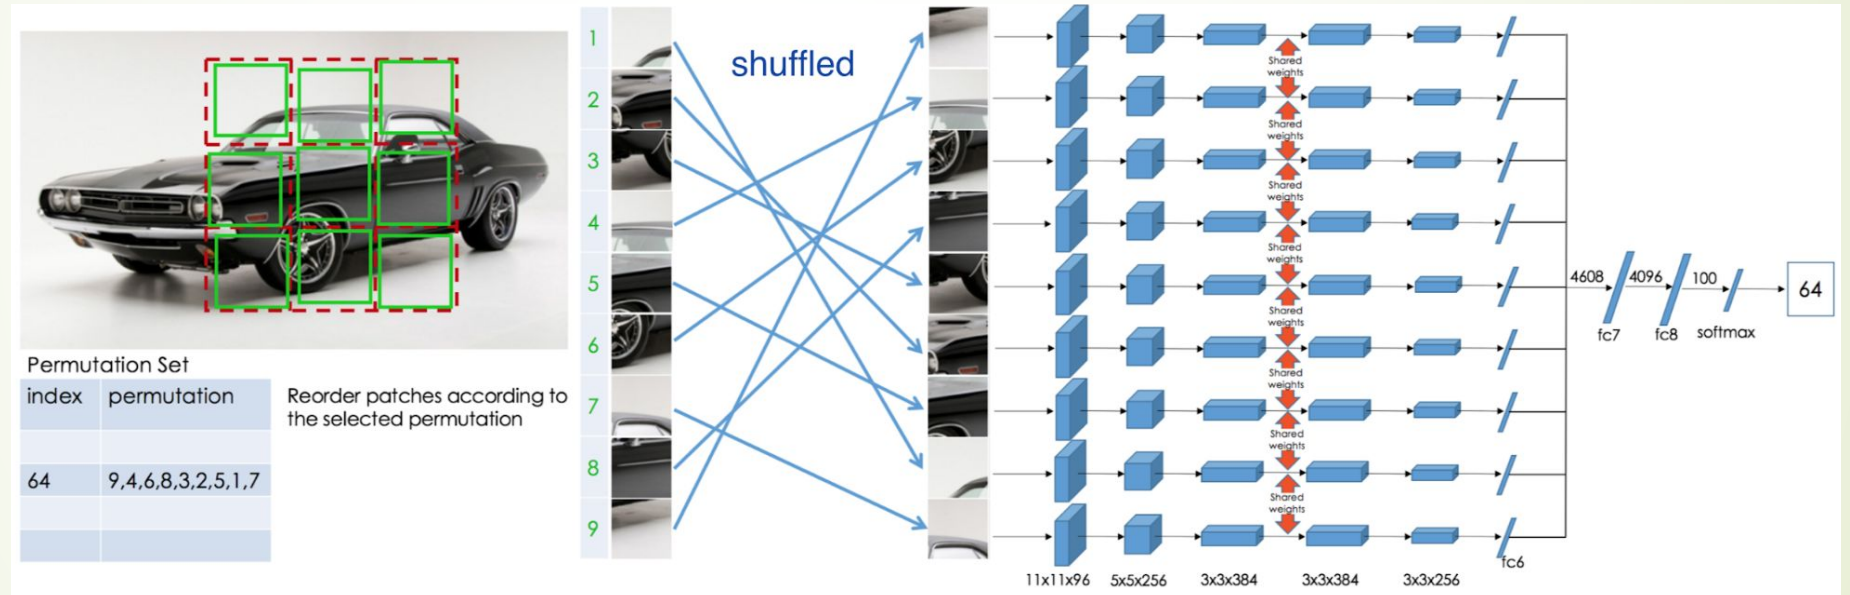 Permutation Set
index permutation
64 9,4,6,8,3,2,5,1,7
Reorder patches according to
the selected permutation
1
2
3
4
5
6
7
8
9
shuffled
Shared
weights
Shared
weights
Shared
weights
Shared
weights
Shared
weights
Shared
weights
Shared
weights
Shared
weights
11x11x96 5x5x256 3x3x384 3x3x384 3x3x256
fc6
4608 4096 100
fc7 fc8 softmax
64